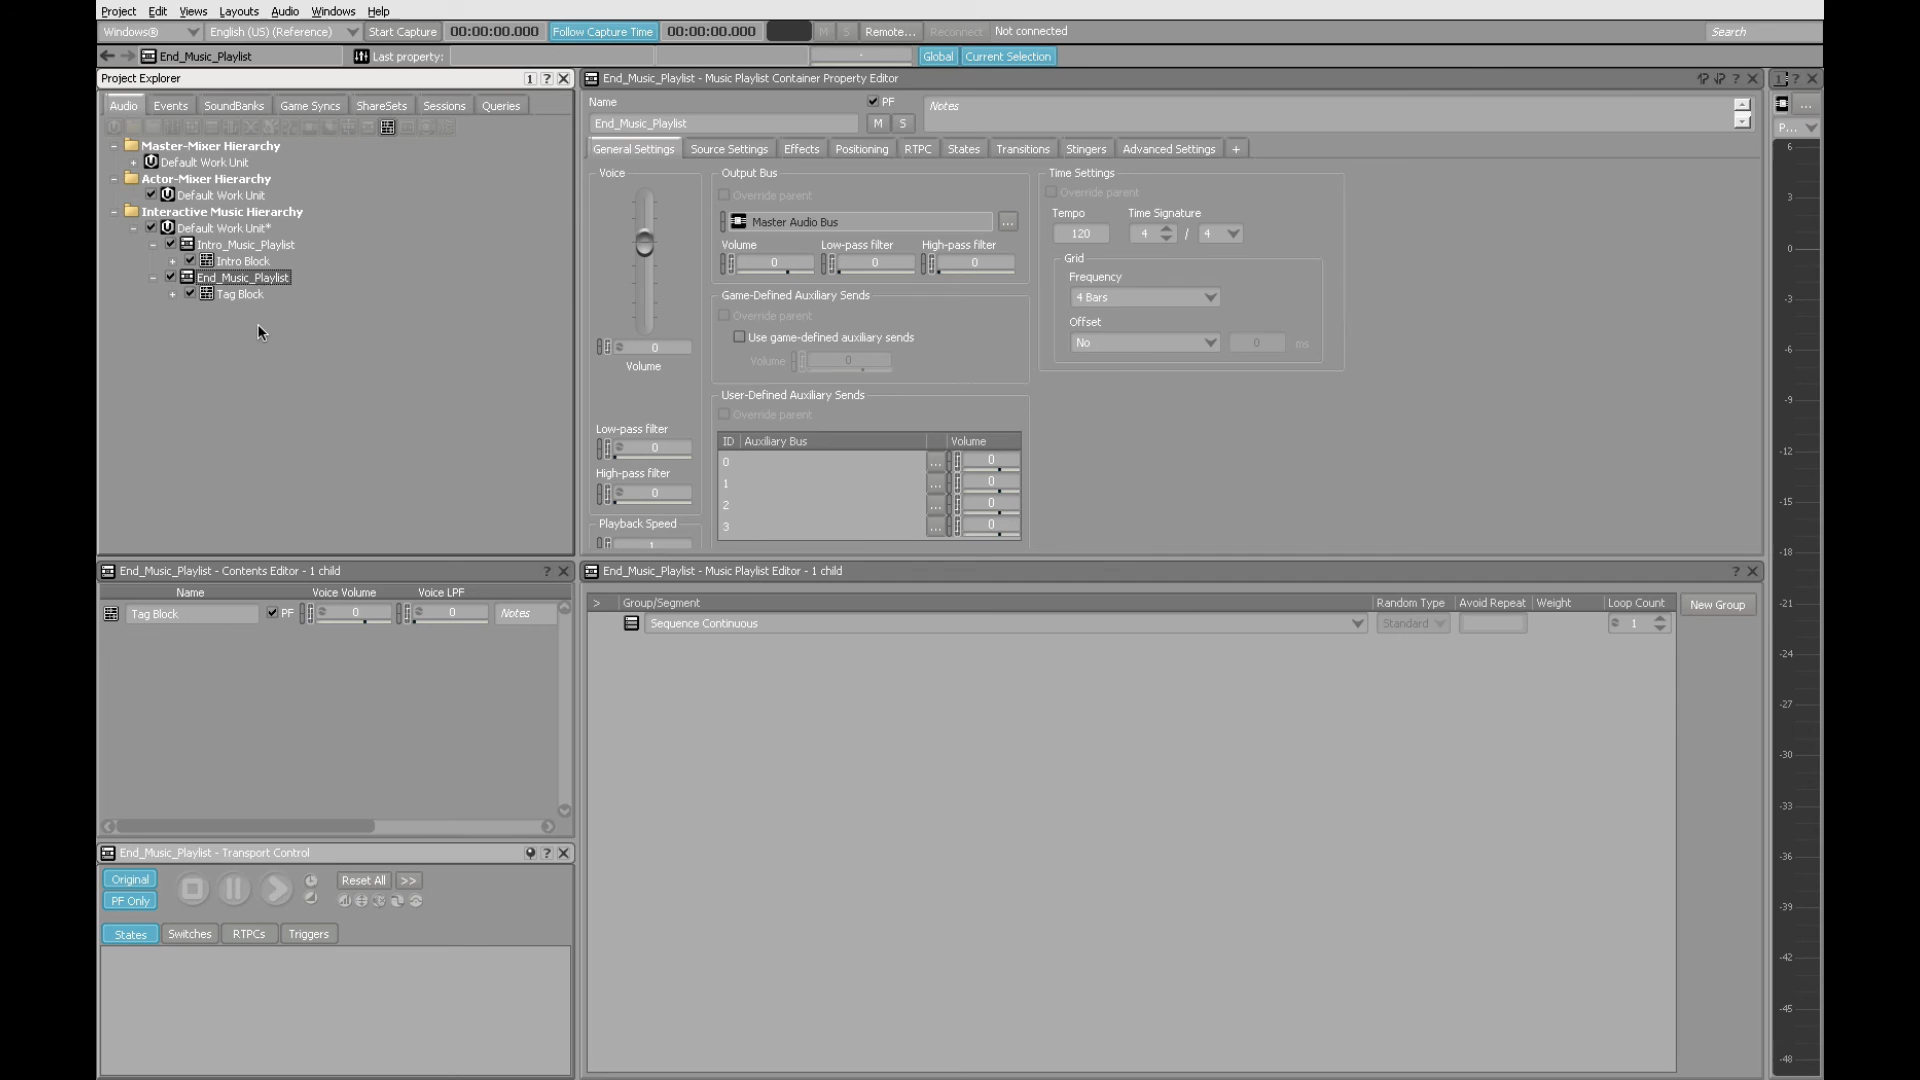 Project Edit Views Layouts Audio Windows Help
Windows® English (US) (Reference) Start Capture 00:00:00.000 Follow Capture Time 00:00:00.000 M S Remote... Reconnect Not connected Search
End_Music_Playlist Last property: - Global Current Selection
Project Explorer 1 ?
Audio Events SoundBanks Game Syncs ShareSets Sessions Queries
Master-Mixer Hierarchy
Default Work Unit
Actor-Mixer Hierarchy
Default Work Unit
Interactive Music Hierarchy
Default Work Unit*
Intro_Music_Playlist
Intro Block
End_Music_Playlist
Tag Block
End_Music_Playlist - Music Playlist Container Property Editor ?
Name PF Notes
End_Music_Playlist M S
General Settings Source Settings Effects Positioning RTPC States Transitions Stingers Advanced Settings +
Voice
0
Volume
Low-pass filter
0
High-pass filter
0
Playback Speed
1
Output Bus
Override parent
Master Audio Bus ...
Volume Low-pass filter High-pass filter
0 0 0
Game-Defined Auxiliary Sends
Override parent
Use game-defined auxiliary sends
Volume 0
User-Defined Auxiliary Sends
Override parent
ID Auxiliary Bus Volume
0 ... 0
1 ... 0
2 ... 0
3 ... 0
Time Settings
Override parent
Tempo Time Signature
120 4 / 4
Grid
Frequency
4 Bars
Offset
No 0 ms
1 ?
...
P...
6
3
0
-3
-6
-9
-12
-15
-18
-21
-24
-27
-30
-33
-36
-39
-42
-45
-48
End_Music_Playlist - Contents Editor - 1 child ?
Name Voice Volume Voice LPF
Tag Block PF 0 0 Notes
End_Music_Playlist - Transport Control ?
Original
PF Only
Reset All >>
States Switches RTPCs Triggers
End_Music_Playlist - Music Playlist Editor - 1 child ?
> Group/Segment Random Type Avoid Repeat Weight Loop Count New Group
Sequence Continuous Standard 1